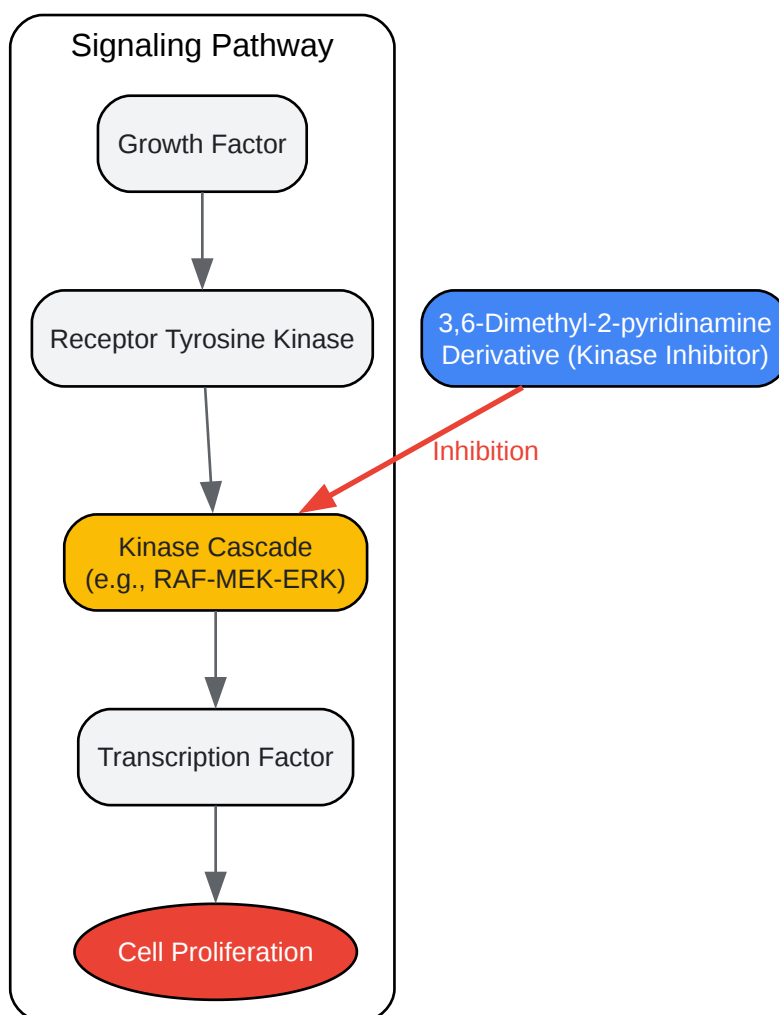 Signaling Pathway
Growth Factor
Receptor Tyrosine Kinase
3,6-Dimethyl-2-pyridinamine
Derivative (Kinase Inhibitor)
Inhibition
Kinase Cascade
(e.g., RAF-MEK-ERK)
Transcription Factor
Cell Proliferation